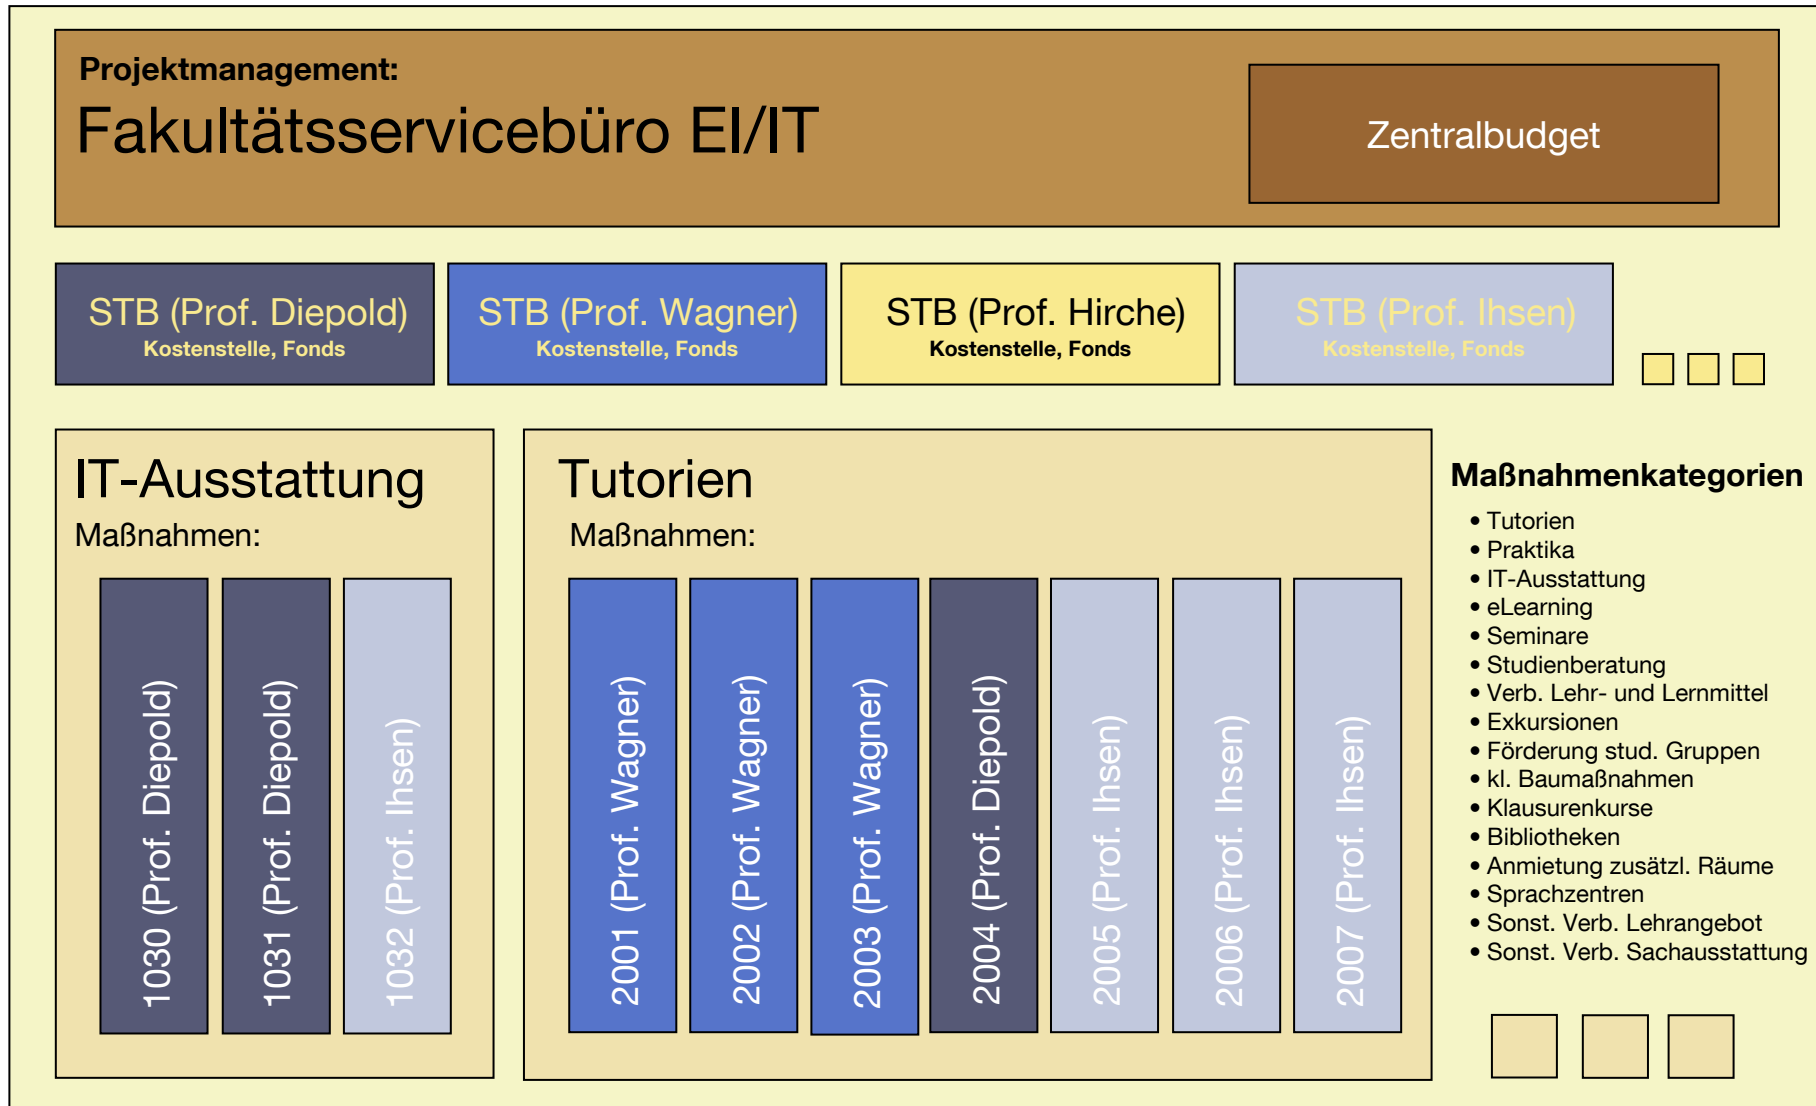 Projektmanagement:
Fakultätsservicebüro EI/IT
Zentralbudget
STB (Prof. Diepold)
Kostenstelle, Fonds
STB (Prof. Wagner)
Kostenstelle, Fonds
STB (Prof. Hirche)
Kostenstelle, Fonds
STB (Prof. Ihsen)
Kostenstelle, Fonds
IT-Ausstattung
Maßnahmen:
1030 (Prof. Diepold)
1031 (Prof. Diepold)
1032 (Prof. Ihsen)
Tutorien
Maßnahmen:
2001 (Prof. Wagner)
2002 (Prof. Wagner)
2003 (Prof. Wagner)
2004 (Prof. Diepold)
2005 (Prof. Ihsen)
2006 (Prof. Ihsen)
2007 (Prof. Ihsen)
Maßnahmenkategorien
• Tutorien
• Praktika
• IT-Ausstattung
• eLearning
• Seminare
• Studienberatung
• Verb. Lehr- und Lernmittel
• Exkursionen
• Förderung stud. Gruppen
• kl. Baumaßnahmen
• Klausurenkurse
• Bibliotheken
• Anmietung zusätzl. Räume
• Sprachzentren
• Sonst. Verb. Lehrangebot
• Sonst. Verb. Sachausstattung